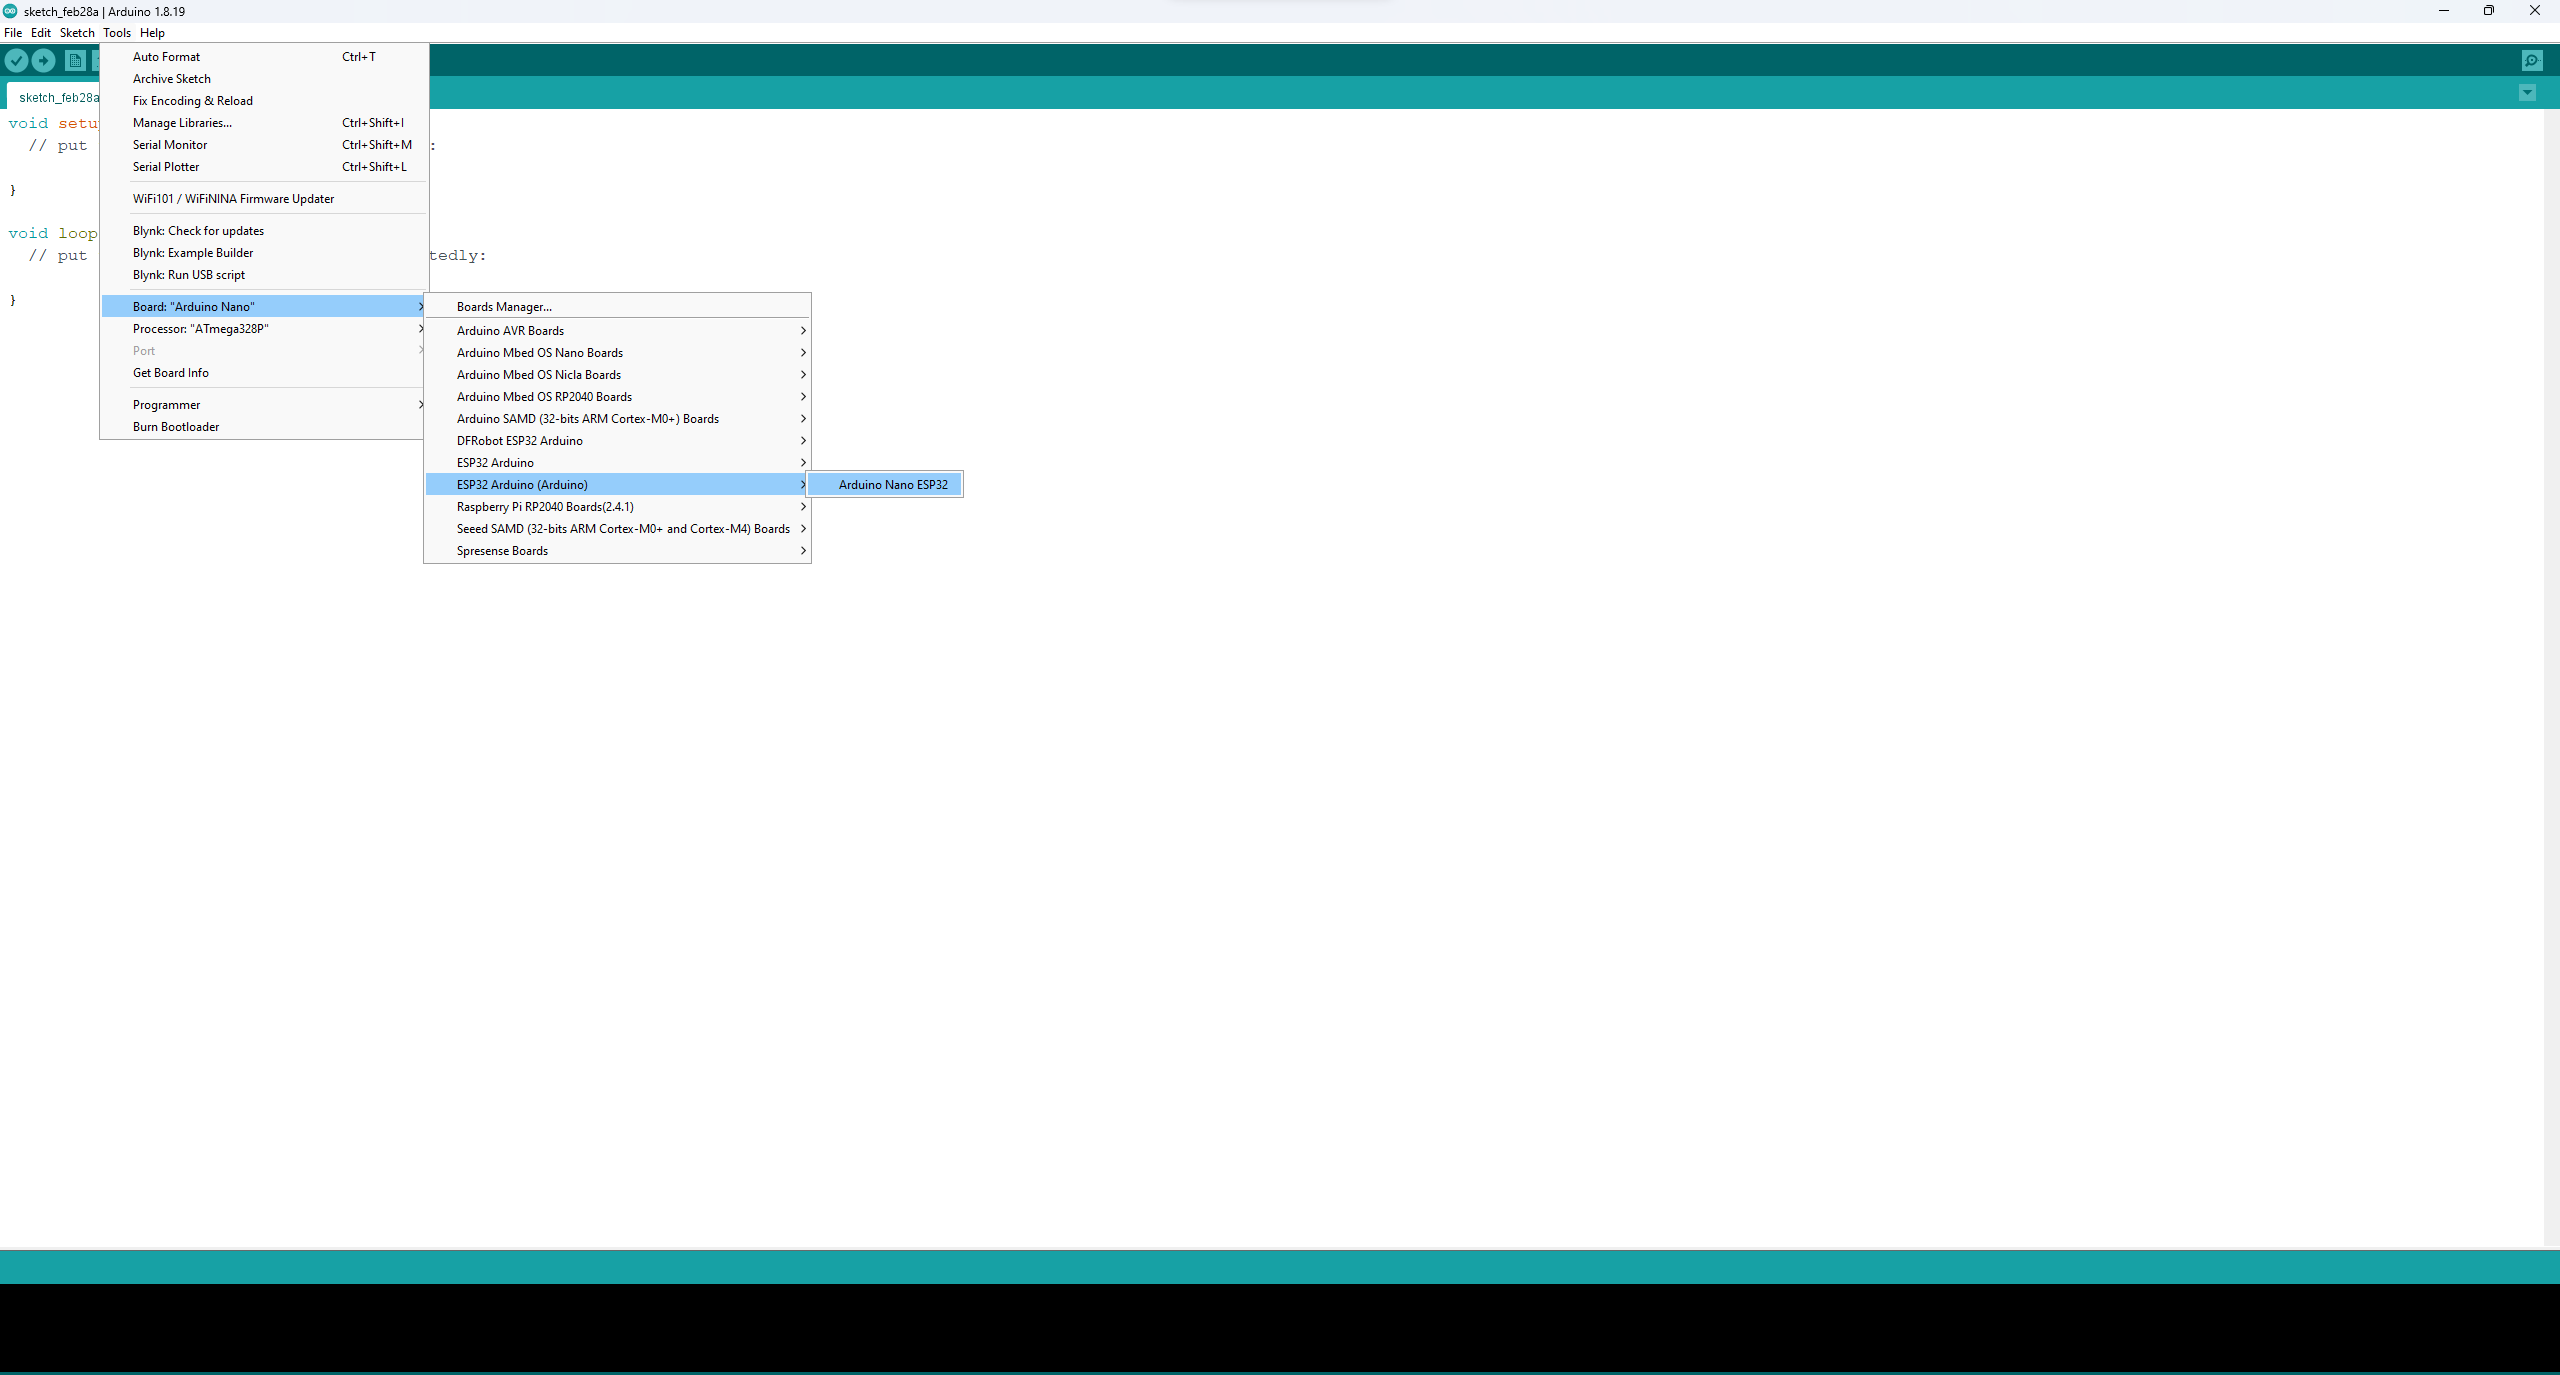 sketch_feb28a | Arduino 1.8.19
File Edit Sketch Tools Help
sketch_feb28a
void setu
// put :
}
void loop
// put tedly:
}
Auto Format Ctrl+T
Archive Sketch
Fix Encoding & Reload
Manage Libraries... Ctrl+Shift+I
Serial Monitor Ctrl+Shift+M
Serial Plotter Ctrl+Shift+L
WiFi101 / WiFiNINA Firmware Updater
Blynk: Check for updates
Blynk: Example Builder
Blynk: Run USB script
Board: "Arduino Nano"
Processor: "ATmega328P"
Port
Get Board Info
Programmer
Burn Bootloader
Boards Manager...
Arduino AVR Boards
Arduino Mbed OS Nano Boards
Arduino Mbed OS Nicla Boards
Arduino Mbed OS RP2040 Boards
Arduino SAMD (32-bits ARM Cortex-M0+) Boards
DFRobot ESP32 Arduino
ESP32 Arduino
ESP32 Arduino (Arduino)
Raspberry Pi RP2040 Boards(2.4.1)
Seeed SAMD (32-bits ARM Cortex-M0+ and Cortex-M4) Boards
Spresense Boards
Arduino Nano ESP32